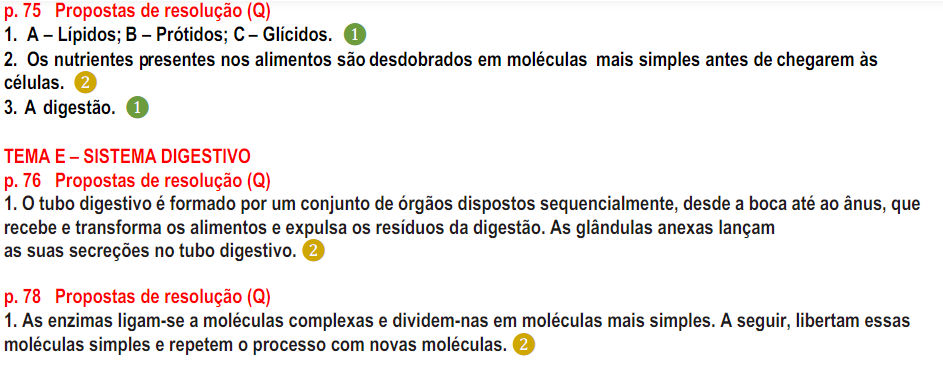 p. 75 Propostas de resolução (Q)
1. A – Lípidos; B – Prótidos; C – Glícidos. 1
2. Os nutrientes presentes nos alimentos são desdobrados em moléculas mais simples antes de chegarem às
células. 2
3. A digestão. 1
TEMA E – SISTEMA DIGESTIVO
p. 76 Propostas de resolução (Q)
1. O tubo digestivo é formado por um conjunto de órgãos dispostos sequencialmente, desde a boca até ao ânus, que
recebe e transforma os alimentos e expulsa os resíduos da digestão. As glândulas anexas lançam
as suas secreções no tubo digestivo. 2
p. 78 Propostas de resolução (Q)
1. As enzimas ligam-se a moléculas complexas e dividem-nas em moléculas mais simples. A seguir, libertam essas
moléculas simples e repetem o processo com novas moléculas. 2